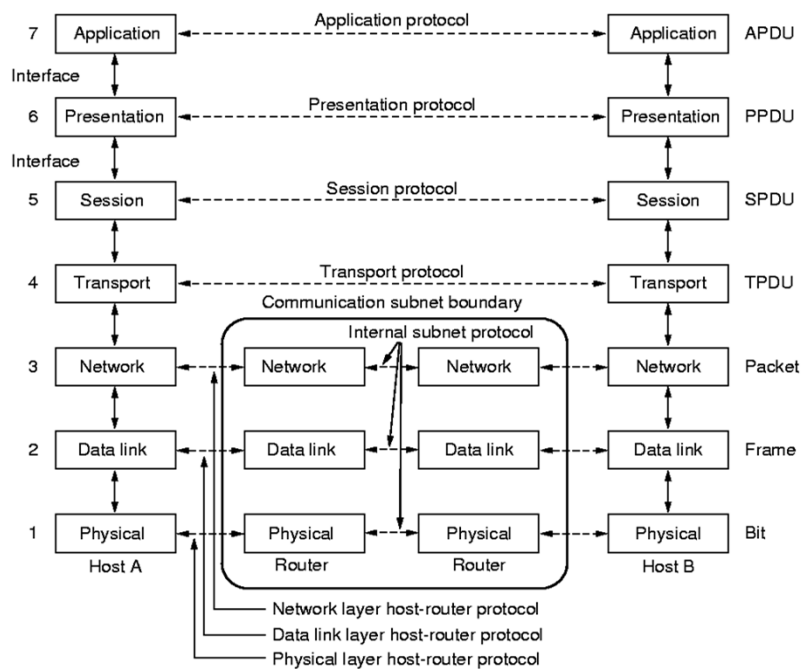 7 Application Application protocol Application APDU
Interface
6 Presentation Presentation protocol Presentation PPDU
Interface
5 Session Session protocol Session SPDU
4 Transport Transport protocol Transport TPDU
Communication subnet boundary
Internal subnet protocol
3 Network Network Network Network Packet
2 Data link Data link Data link Data link Frame
1 Physical Physical Physical Physical Bit
Host A Router Router Host B
Network layer host-router protocol
Data link layer host-router protocol
Physical layer host-router protocol